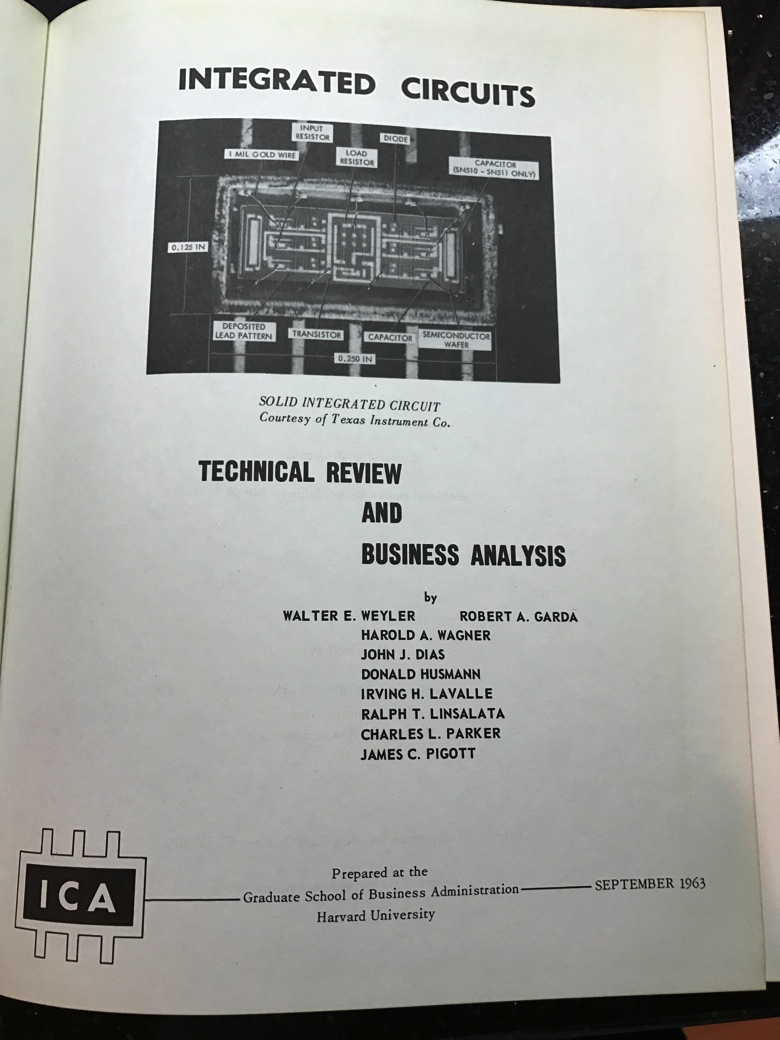 INTEGRATED CIRCUITS
INPUT
RESISTOR
DIODE
1 MIL GOLD WIRE
LOAD
RESISTOR
CAPACITOR
(SN510 - SN511 ONLY)
0.125 IN
DEPOSITED
LEAD PATTERN
TRANSISTOR
CAPACITOR
SEMICONDUCTOR
WAFER
0.250 IN
SOLID INTEGRATED CIRCUIT
Courtesy of Texas Instrument Co.
TECHNICAL REVIEW
AND
BUSINESS ANALYSIS
by
WALTER E. WEYLER ROBERT A. GARDA
HAROLD A. WAGNER
JOHN J. DIAS
DONALD HUSMANN
IRVING H. LAVALLE
RALPH T. LINSALATA
CHARLES L. PARKER
JAMES C. PIGOTT
ICA
Prepared at the
Graduate School of Business Administration
Harvard University
SEPTEMBER 1963